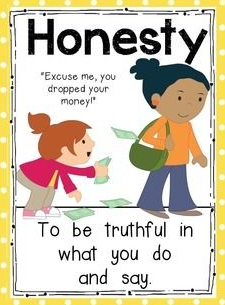 Honesty
"Excuse me, you
dropped your
money!"
To be truthful in
what you do
and say.